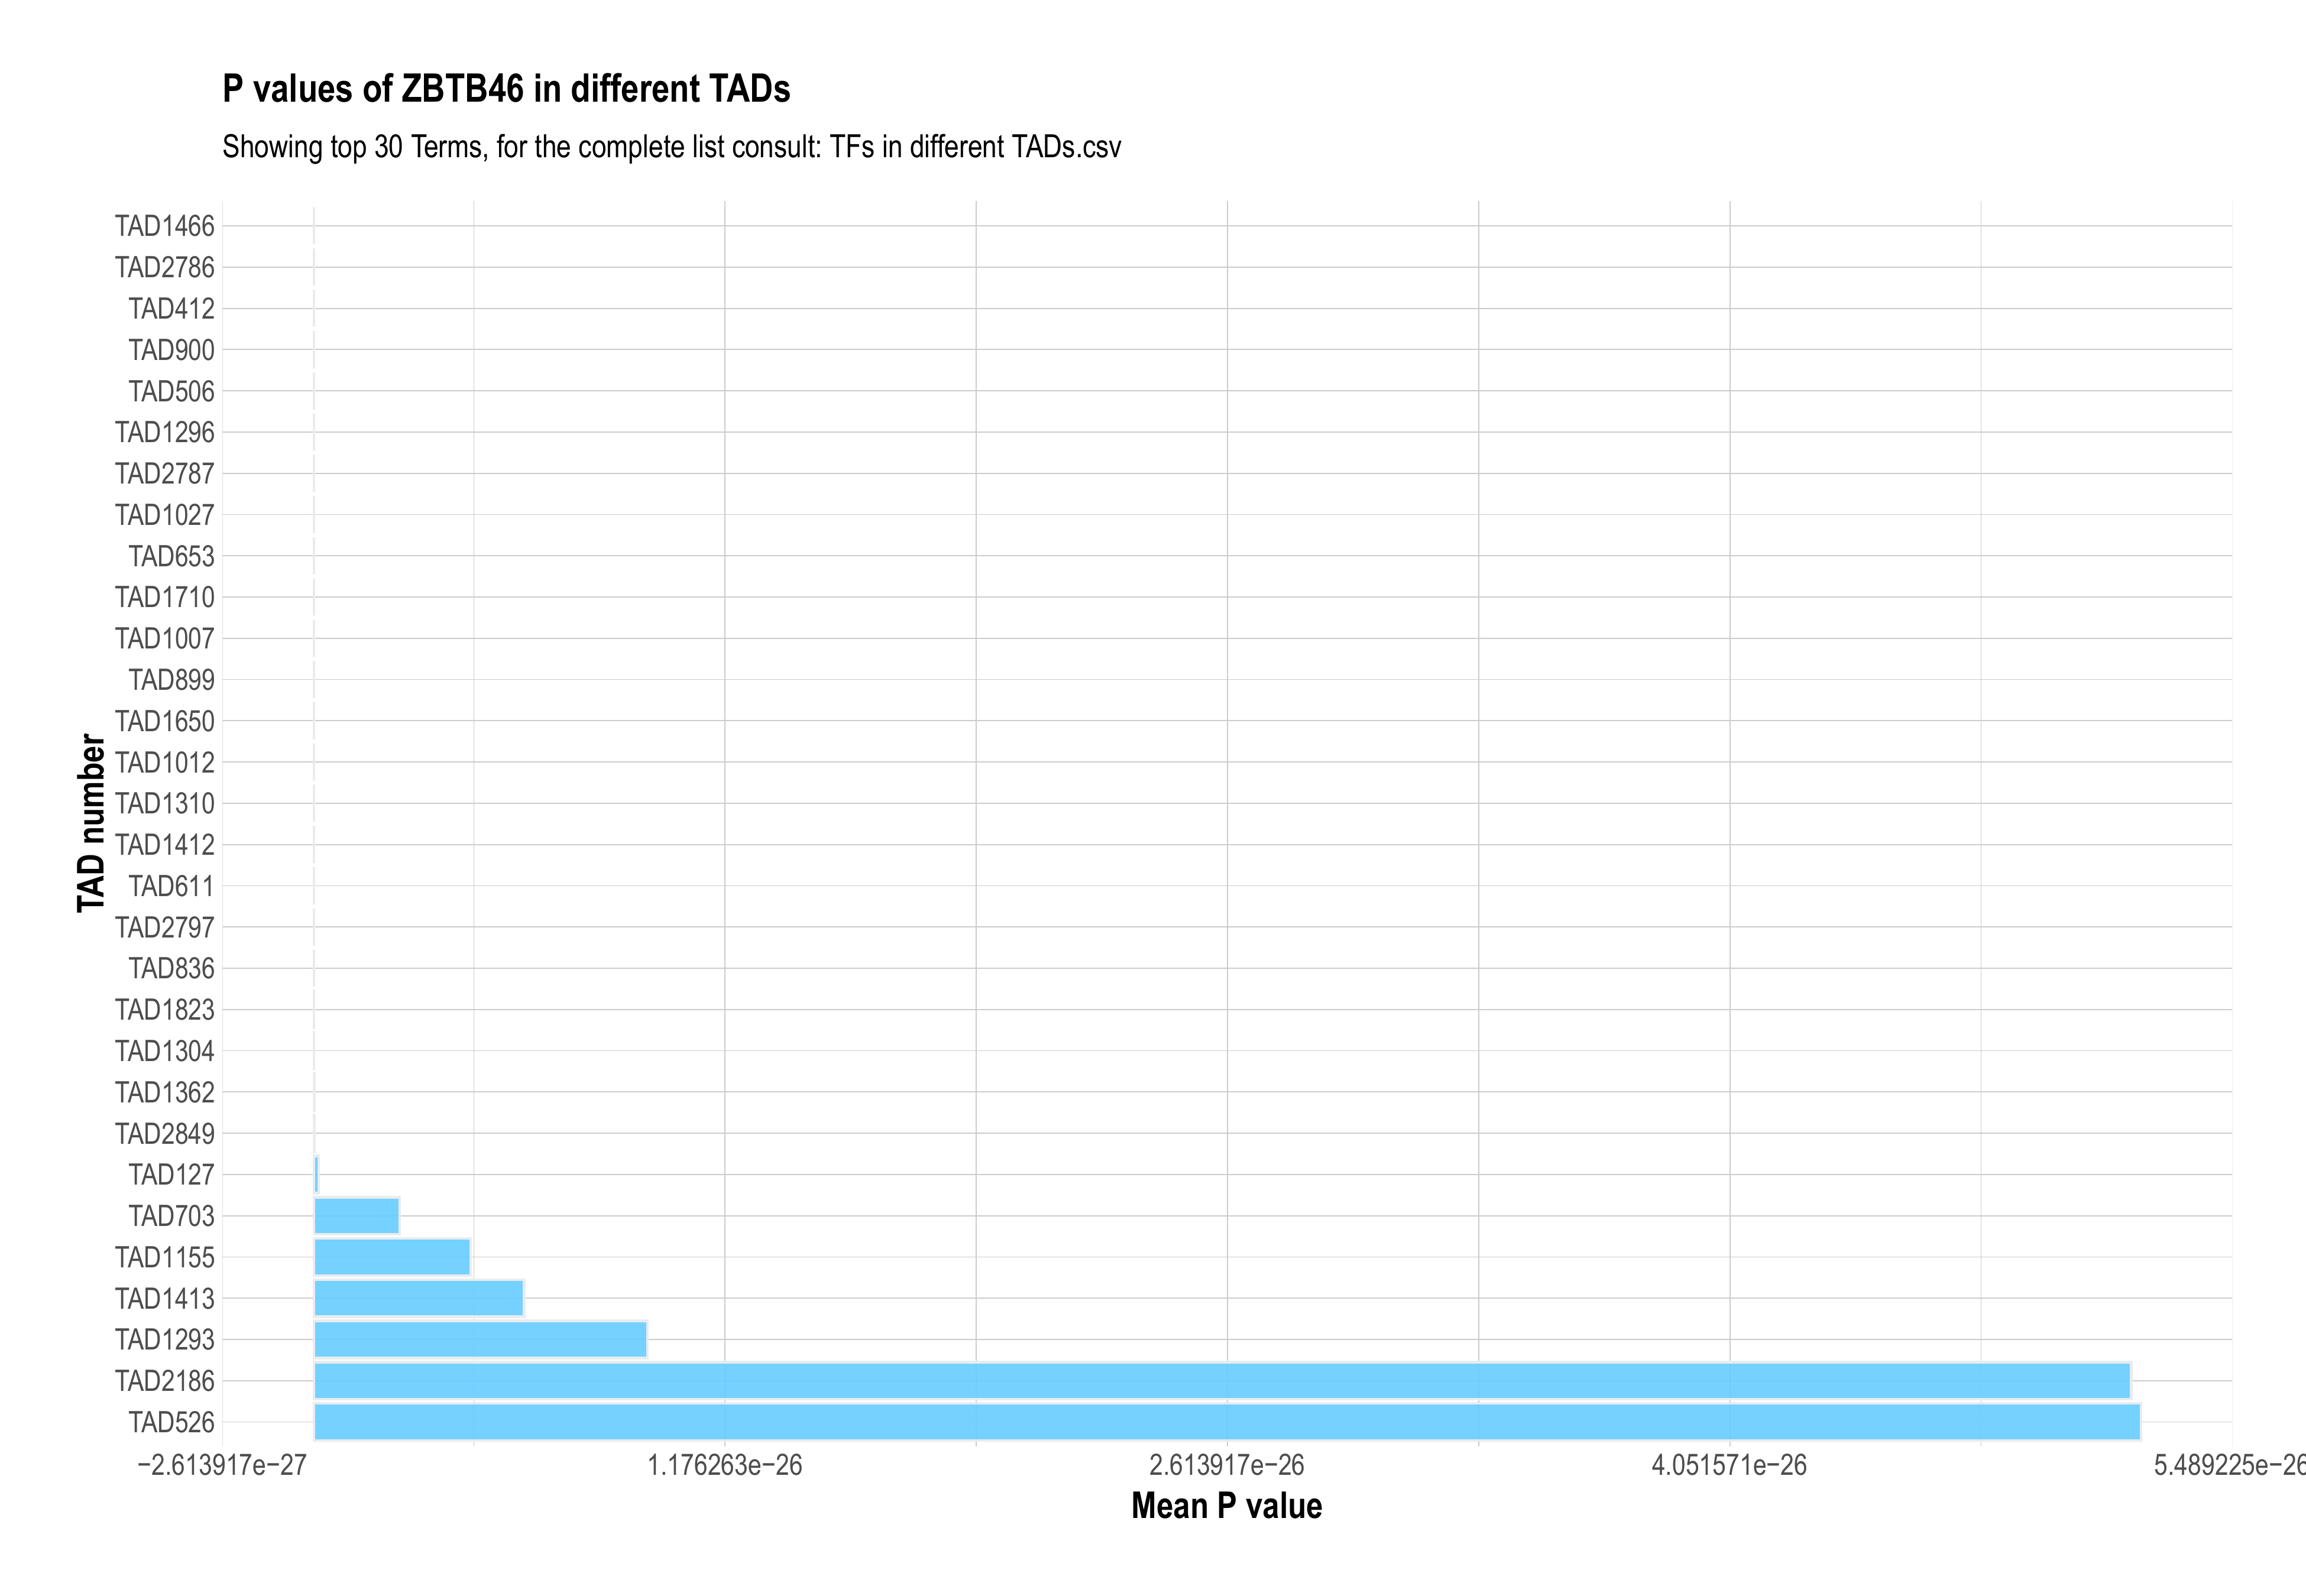 P values of ZBTB46 in different TADs
Showing top 30 Terms, for the complete list consult: TFs in different TADs.csv
TAD number
TAD1466
TAD2786
TAD412
TAD900
TAD506
TAD1296
TAD2787
TAD1027
TAD653
TAD1710
TAD1007
TAD899
TAD1650
TAD1012
TAD1310
TAD1412
TAD611
TAD2797
TAD836
TAD1823
TAD1304
TAD1362
TAD2849
TAD127
TAD703
TAD1155
TAD1413
TAD1293
TAD2186
TAD526
−2.613917e−27 1.176263e−26 2.613917e−26 4.051571e−26 5.489225e−26
Mean P value